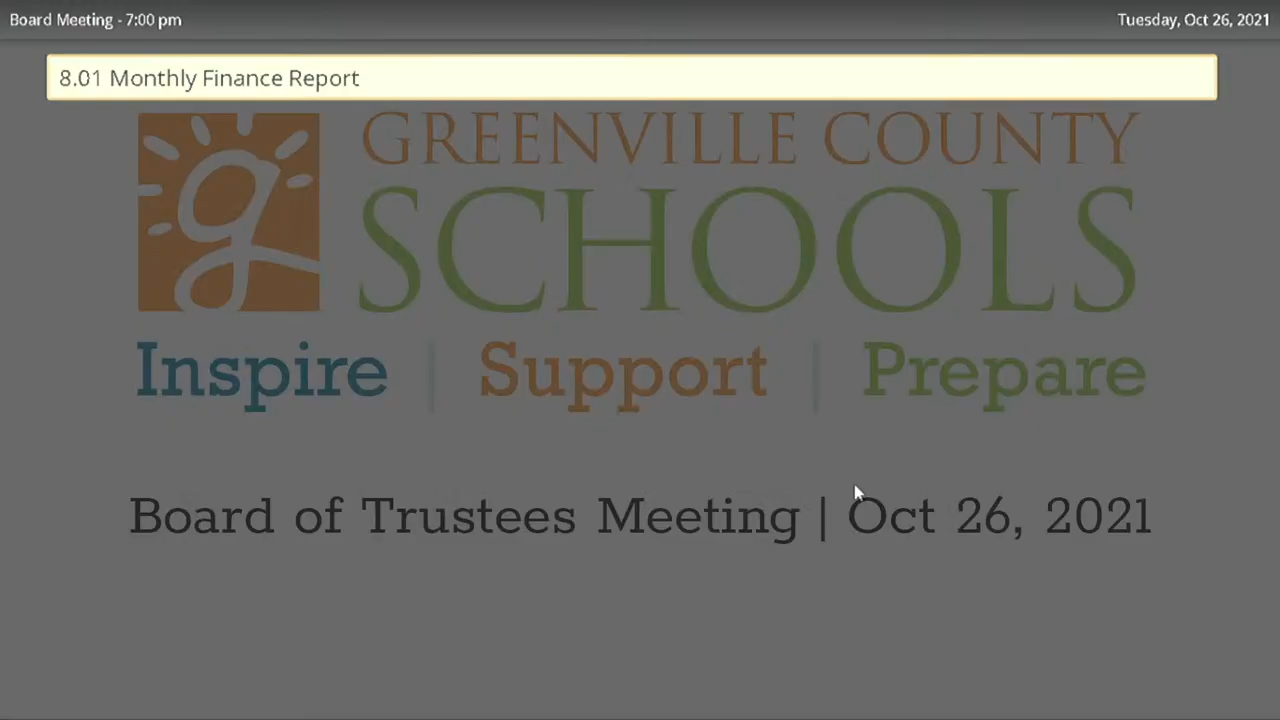 Board Meeting - 7:00 pm
Tuesday, Oct 26, 2021
8.01 Monthly Finance Report
g
GREENVILLE COUNTY
SCHOOLS
Inspire | Support | Prepare
Board of Trustees Meeting | Oct 26, 2021